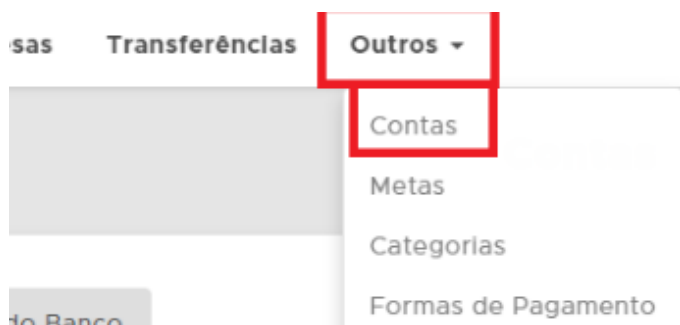 sas Transferências Outros
Contas
Metas
Categorias
Formas de Pagamento
do Banco